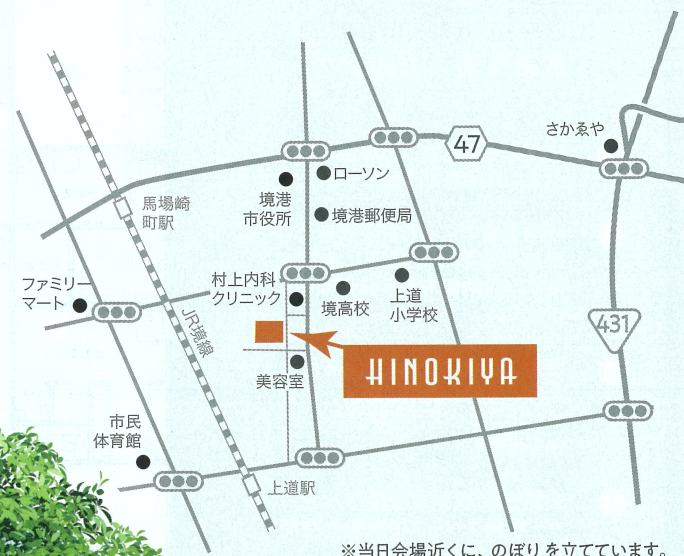 さかゑや
47
ローソン
馬場崎
町駅
境港
市役所
境港郵便局
ファミリー
マート
村上内科
クリニック
境高校
上道
小学校
JR境線
431
HINOKIYA
美容室
市民
体育館
上道駅
※当日会場近くに、のぼりを立てています。